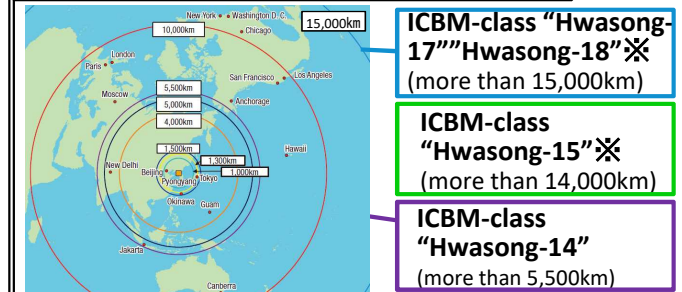 New York
Washington D. C.
15,000km
10,000km
Chicago
London
Paris
San Francisco
Los Angeles
Moscow
5,500km
Anchorage
5,000km
4,000km
Hawaii
1,500km
1,300km
New Delhi
Beijing
1,000km
Pyongyang
Tokyo
Okinawa
Guam
Jakarta
Canberra
ICBM-class “Hwasong-
17””Hwasong-18”※
(more than 15,000km)
ICBM-class
“Hwasong-15”※
(more than 14,000km)
ICBM-class
“Hwasong-14”
(more than 5,500km)